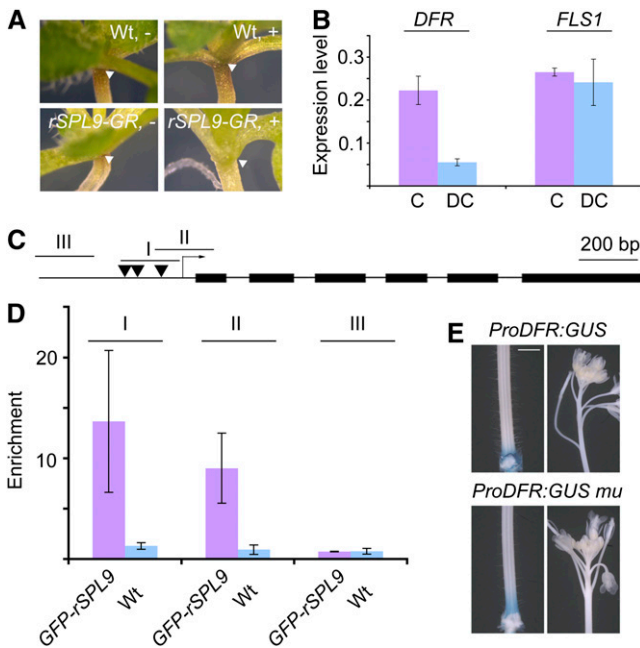 A
Wt, -
Wt, +
rSPL9-GR, -
rSPL9-GR, +
B
DFR
FLS1
Expression level
0.3
0.2
0.1
C
DC
C
DC
C
III
II
I
200 bp
D
I
II
III
20
10
Enrichment
GFP-rSPL9
Wt
GFP-rSPL9
Wt
GFP-rSPL9
Wt
E
ProDFR:GUS
ProDFR:GUS mu